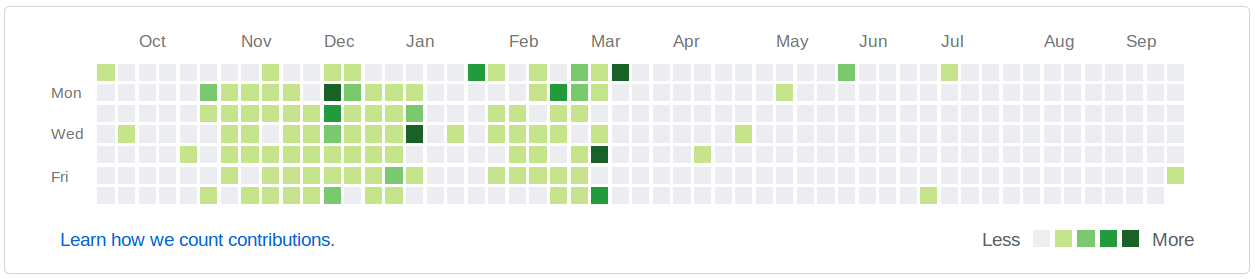 Oct Nov Dec Jan Feb Mar Apr May Jun Jul Aug Sep
Mon
Wed
Fri
Learn how we count contributions. Less More